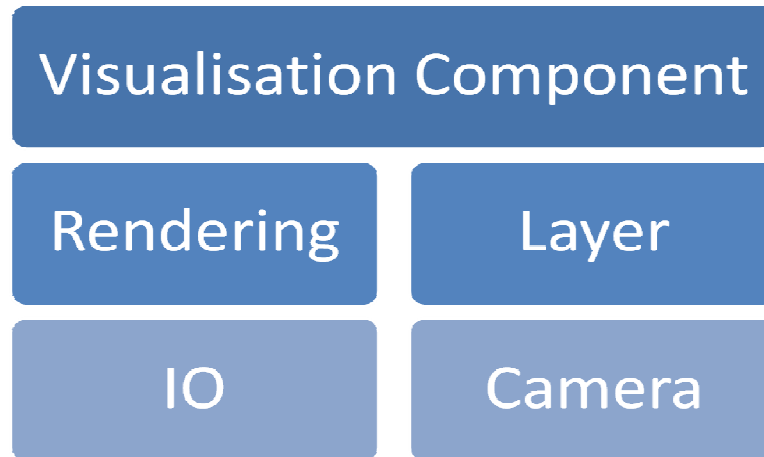 Visualisation Component
Rendering
Layer
IO
Camera